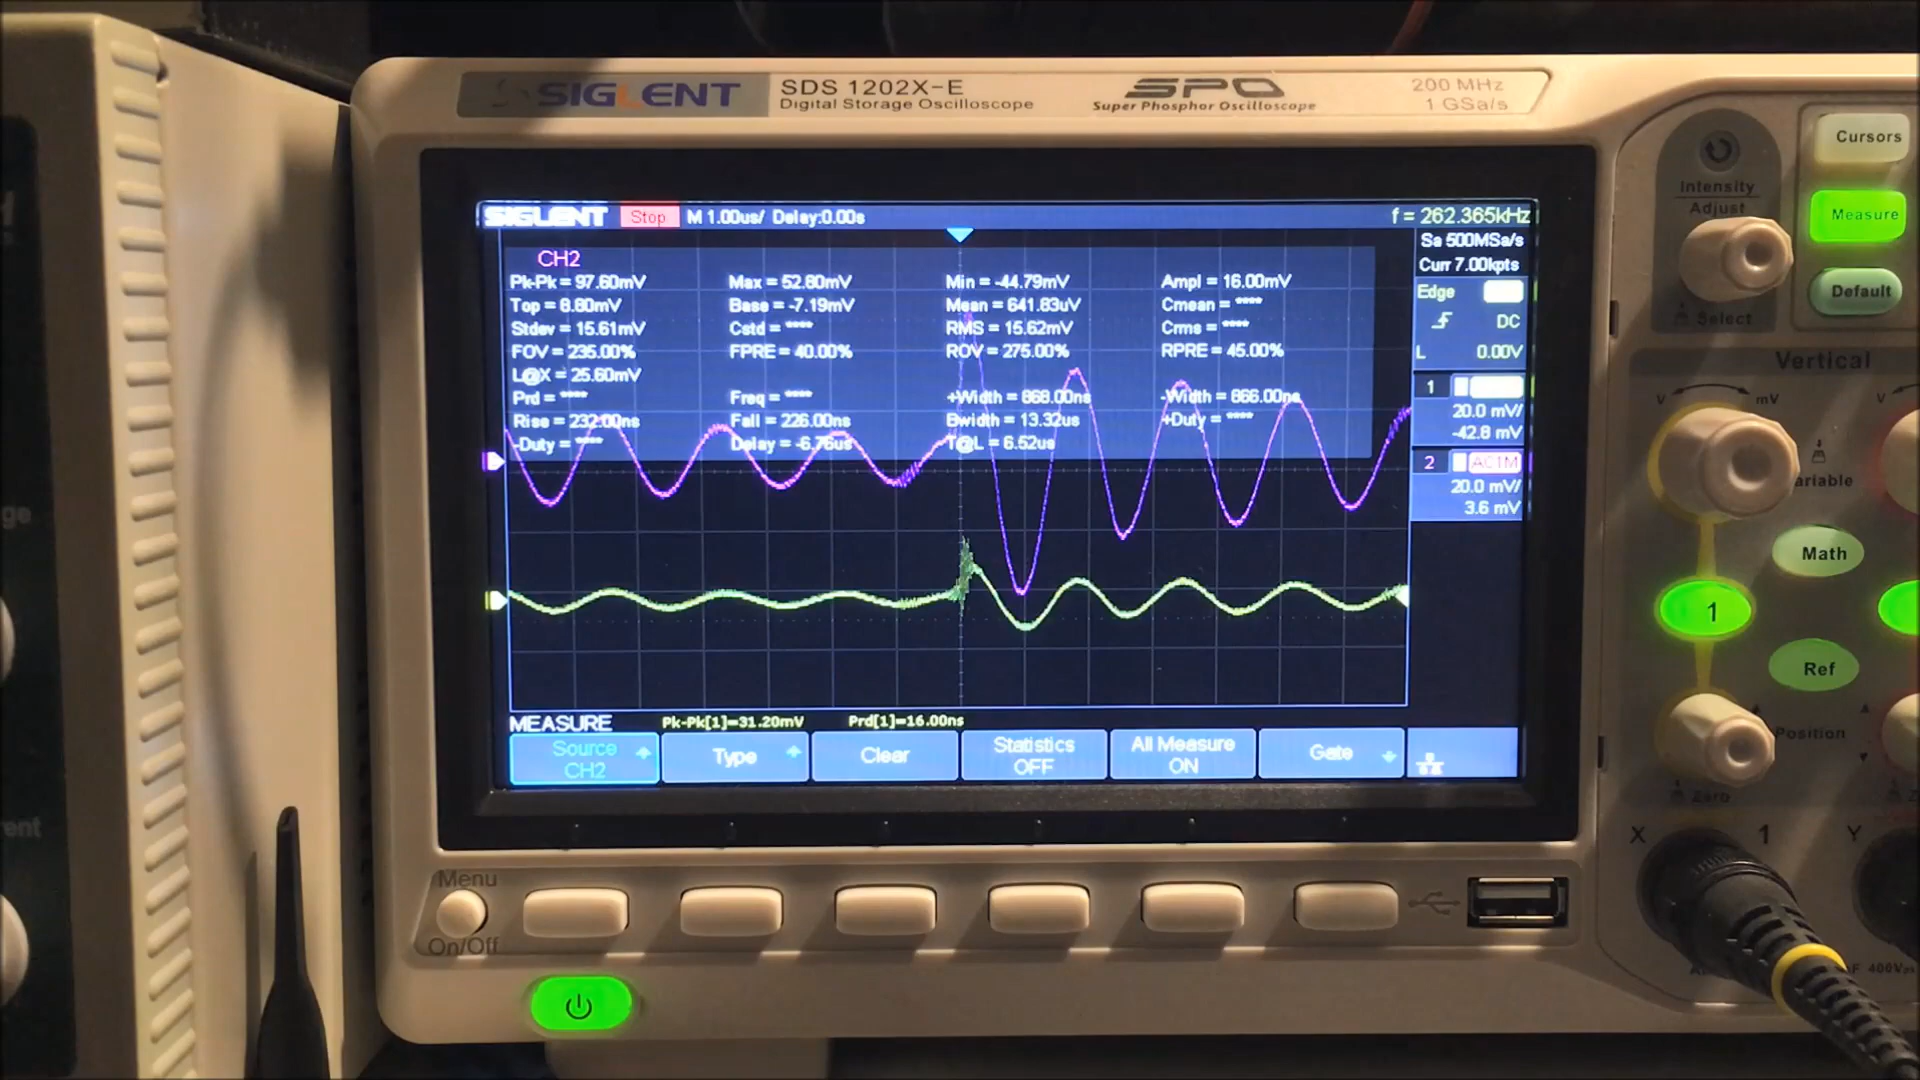 SIGLENT SDS 1202X-E SPO 200 MHz
Digital Storage Oscilloscope Super Phosphor Oscilloscope 1 GSa/s
Cursors
Intensity
Adjust
Measure
Select
Default
SIGLENT Stop M 1.00us/ Delay:0.00s f = 262.365kHz
Sa 500MSa/s
Curr 7.00kpts
CH2
Pk-Pk = 97.60mV Max = 52.80mV Min = -44.79mV Ampl = 16.00mV
Top = 8.80mV Base = -7.19mV Mean = 641.83uV Cmean = ****
Stdev = 15.61mV Cstd = **** RMS = 15.62mV Crms = ****
FOV = 235.00% FPRE = 40.00% ROV = 275.00% RPRE = 45.00%
L@X = 25.60mV
Prd = **** Freq = **** +Width = 868.00ns -Width = 866.00ns
Rise = 232.00ns Fall = 226.00ns Bwidth = 13.32us +Duty = ****
-Duty = **** Delay = -6.76us T@L = 6.52us
Edge
DC
L 0.00V
1
20.0 mV/
-42.8 mV
2 AC1M
20.0 mV/
3.6 mV
MEASURE Pk-Pk[1]=31.20mV Prd[1]=16.00ns
Source
CH2
Type
Clear
Statistics
OFF
All Measure
ON
Gate
Vertical
V mV V
Variable
Math
1
Ref
Position
Zero
X 1 Y
400V
Menu
On/Off